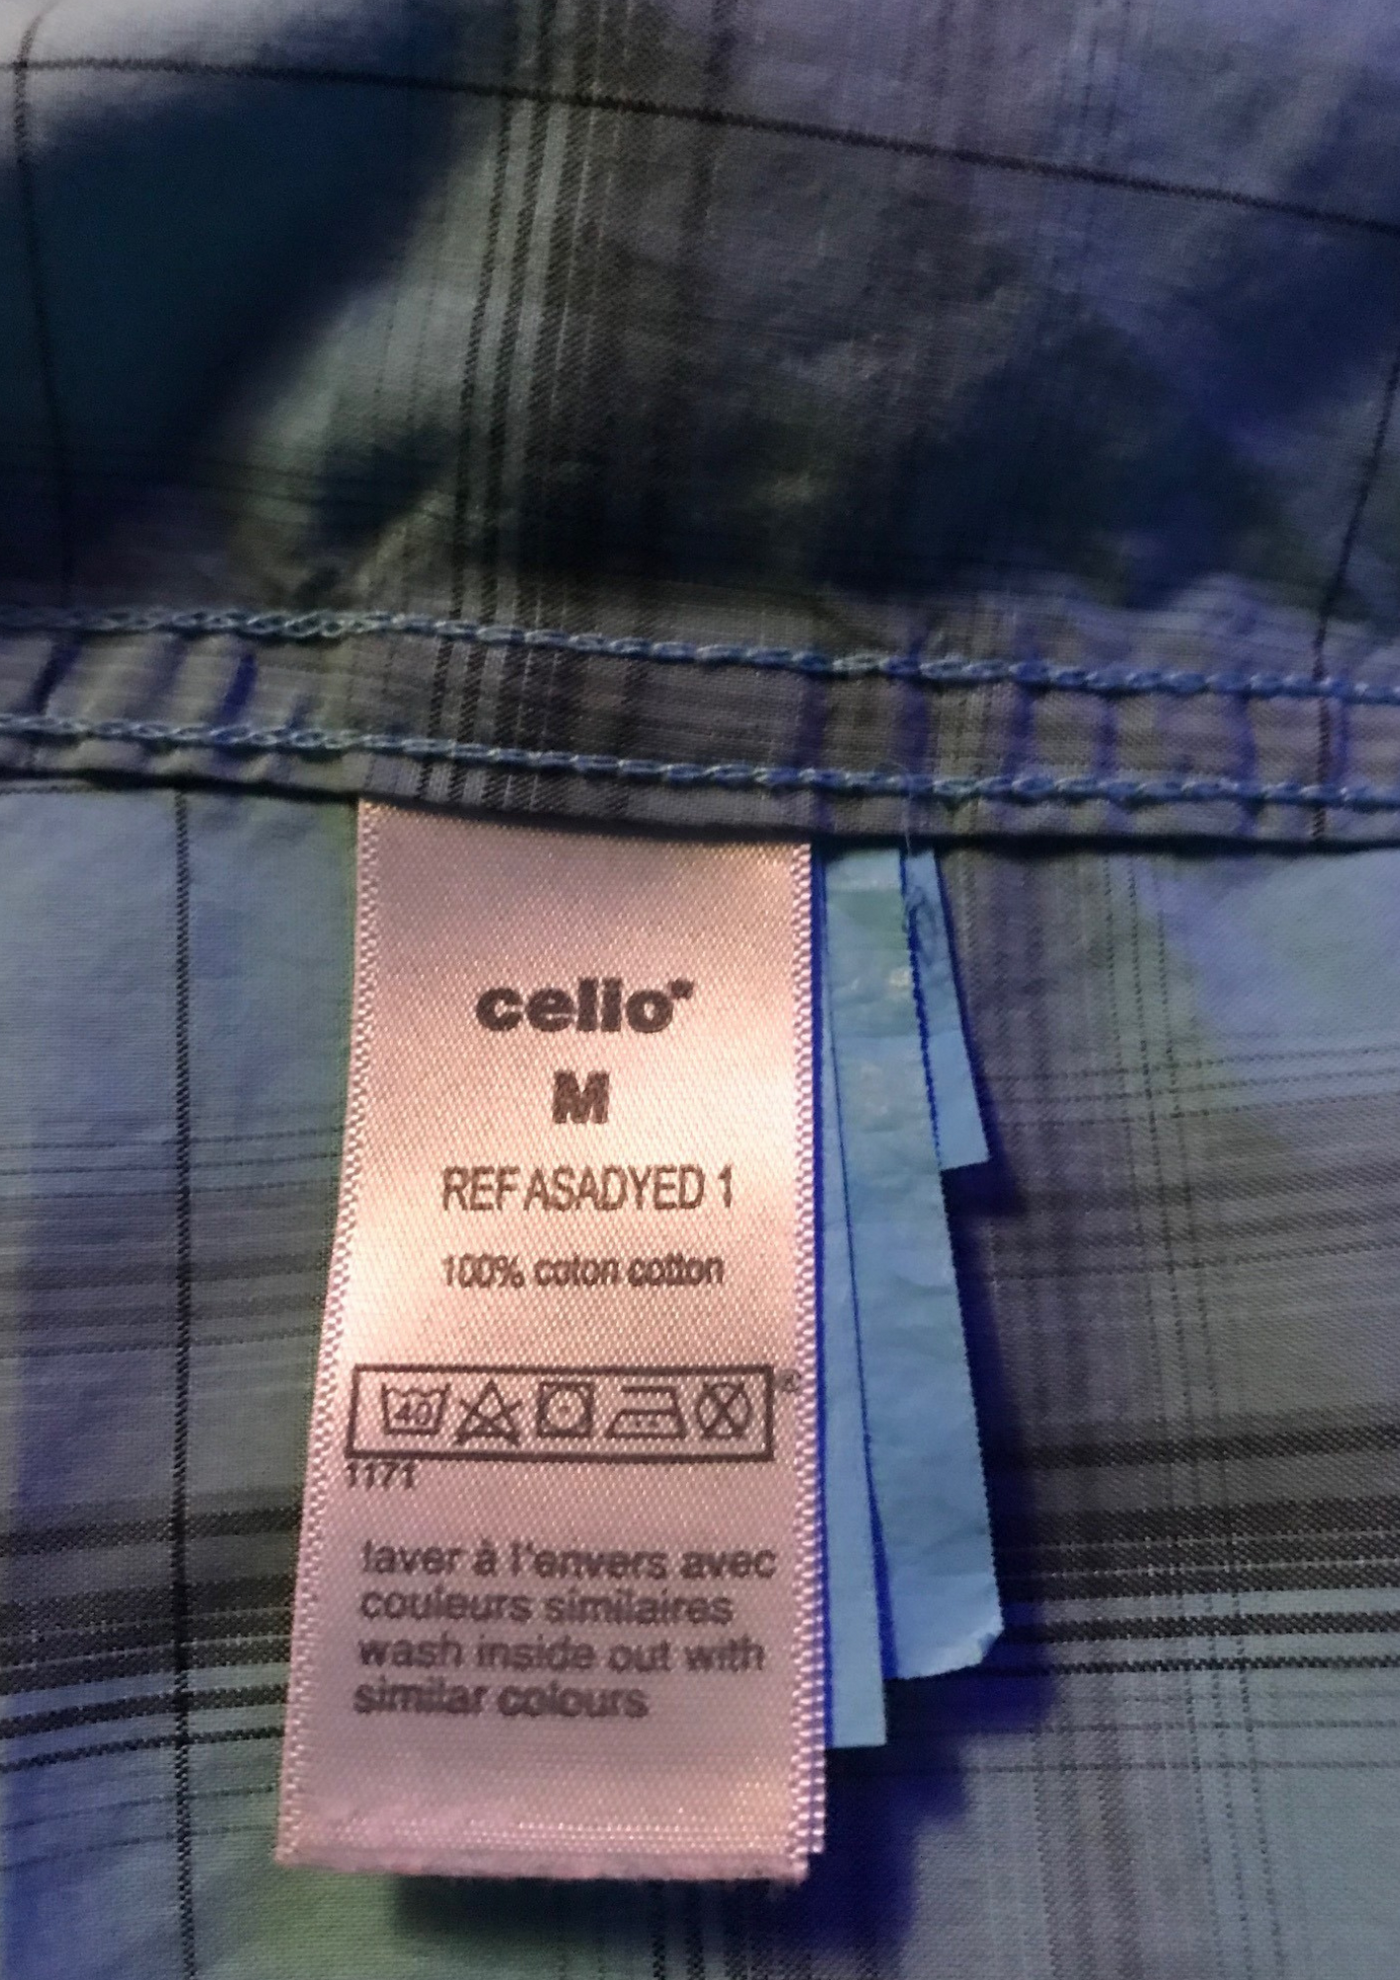 celio*
M
REF ASADYED 1
100% coton cotton
40
®
1171
laver à l'envers avec
couleurs similaires
wash inside out with
similar colours